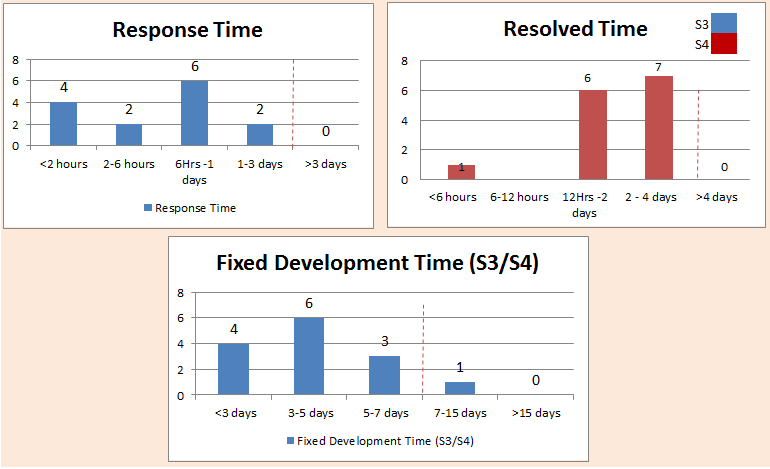 Response Time
8
6
4
2
0
4
2
6
2
0
<2 hours
2-6 hours
6Hrs -1
days
1-3 days
>3 days
Response Time
Resolved Time
S3
S4
8
6
4
2
0
1
6
7
0
<6 hours
6-12 hours
12Hrs -2
days
2 - 4 days
>4 days
Fixed Development Time (S3/S4)
8
6
4
2
0
4
6
3
1
0
<3 days
3-5 days
5-7 days
7-15 days
>15 days
Fixed Development Time (S3/S4)